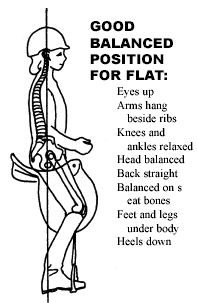 GOOD
BALANCED
POSITION
FOR FLAT:
Eyes up
Arms hang
beside ribs
Knees and
ankles relaxed
Head balanced
Back straight
Balanced on s
eat bones
Feet and legs
under body
Heels down